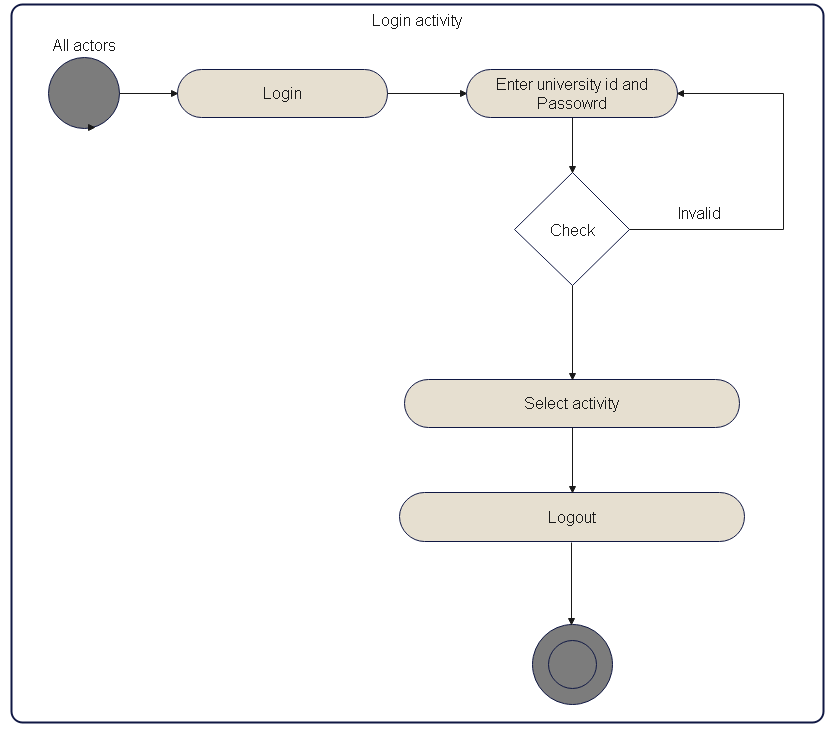 Login activity
All actors
Login
Enter university id and
Passowrd
Check
Invalid
Select activity
Logout